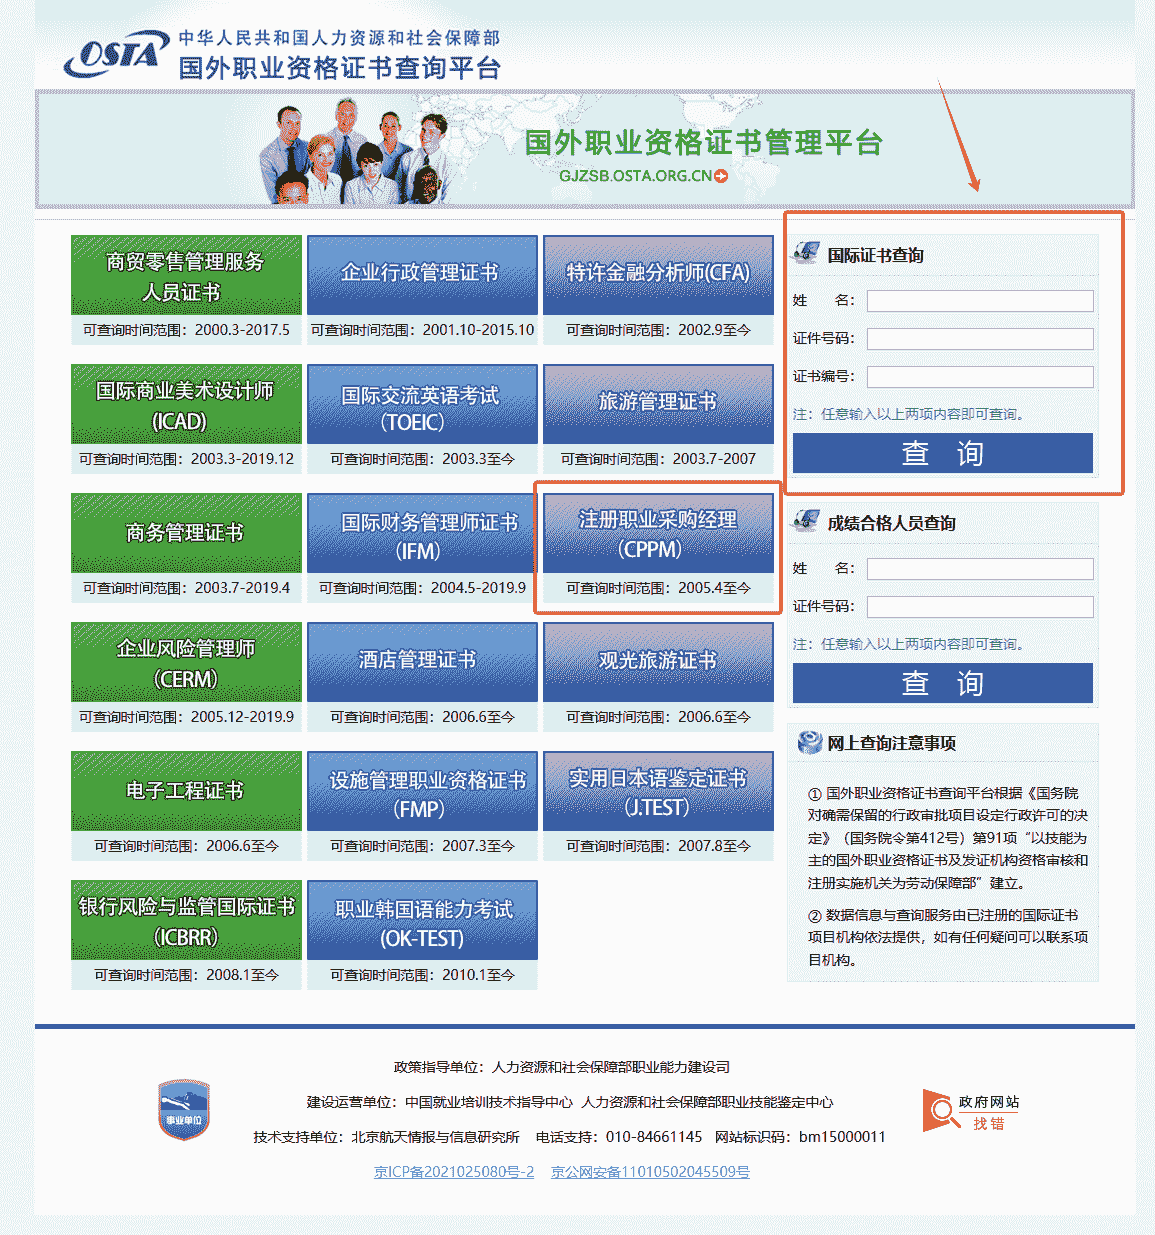 OSTA
中华人民共和国人力资源和社会保障部
国外职业资格证书查询平台
国外职业资格证书管理平台
GJZSB.OSTA.ORG.CN
商贸零售管理服务
人员证书
可查询时间范围：2000.3-2017.5
企业行政管理证书
可查询时间范围：2001.10-2015.10
特许金融分析师(CFA)
可查询时间范围：2002.9至今
国际商业美术设计师
(ICAD)
可查询时间范围：2003.3-2019.12
国际交流英语考试
(TOEIC)
可查询时间范围：2003.3至今
旅游管理证书
可查询时间范围：2003.7-2007
商务管理证书
可查询时间范围：2003.7-2019.4
国际财务管理师证书
(IFM)
可查询时间范围：2004.5-2019.9
注册职业采购经理
(CPPM)
可查询时间范围：2005.4至今
企业风险管理师
(CERM)
可查询时间范围：2005.12-2019.9
酒店管理证书
可查询时间范围：2006.6至今
观光旅游证书
可查询时间范围：2006.6至今
电子工程证书
可查询时间范围：2006.6至今
设施管理职业资格证书
(FMP)
可查询时间范围：2007.3至今
实用日本语鉴定证书
(J.TEST)
可查询时间范围：2007.8至今
银行风险与监管国际证书
(ICBRR)
可查询时间范围：2008.1至今
职业韩国语能力考试
(OK-TEST)
可查询时间范围：2010.1至今
国际证书查询
姓　　名：
证件号码：
证书编号：
注：任意输入以上两项内容即可查询。
查 询
成绩合格人员查询
姓　　名：
证件号码：
注：任意输入以上两项内容即可查询。
查 询
网上查询注意事项
① 国外职业资格证书查询平台根据《国务院
对确需保留的行政审批项目设定行政许可的决
定》（国务院令第412号）第91项“以技能为
主的国外职业资格证书及发证机构资格审核和
注册实施机关为劳动保障部”建立。
② 数据信息与查询服务由已注册的国际证书
项目机构依法提供，如有任何疑问可以联系项
目机构。
政策指导单位：人力资源和社会保障部职业能力建设司
建设运营单位：中国就业培训技术指导中心 人力资源和社会保障部职业技能鉴定中心
技术支持单位：北京航天情报与信息研究所 电话支持：010-84661145 网站标识码：bm15000011
京ICP备2021025080号-2 京公网安备11010502045509号
事业单位
政府网站
找错